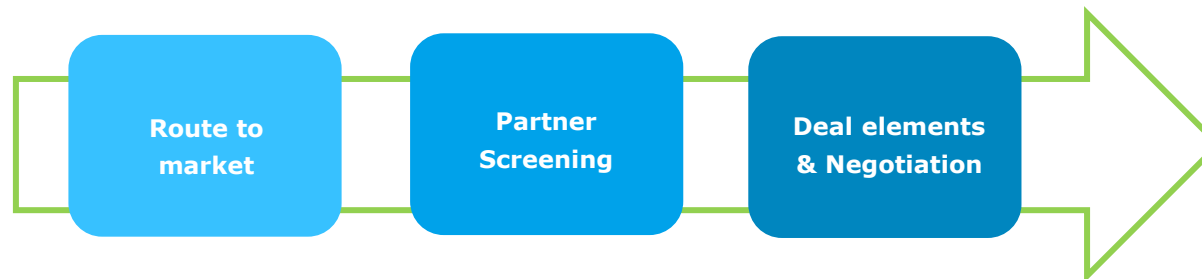 Route to
market
Partner
Screening
Deal elements
& Negotiation